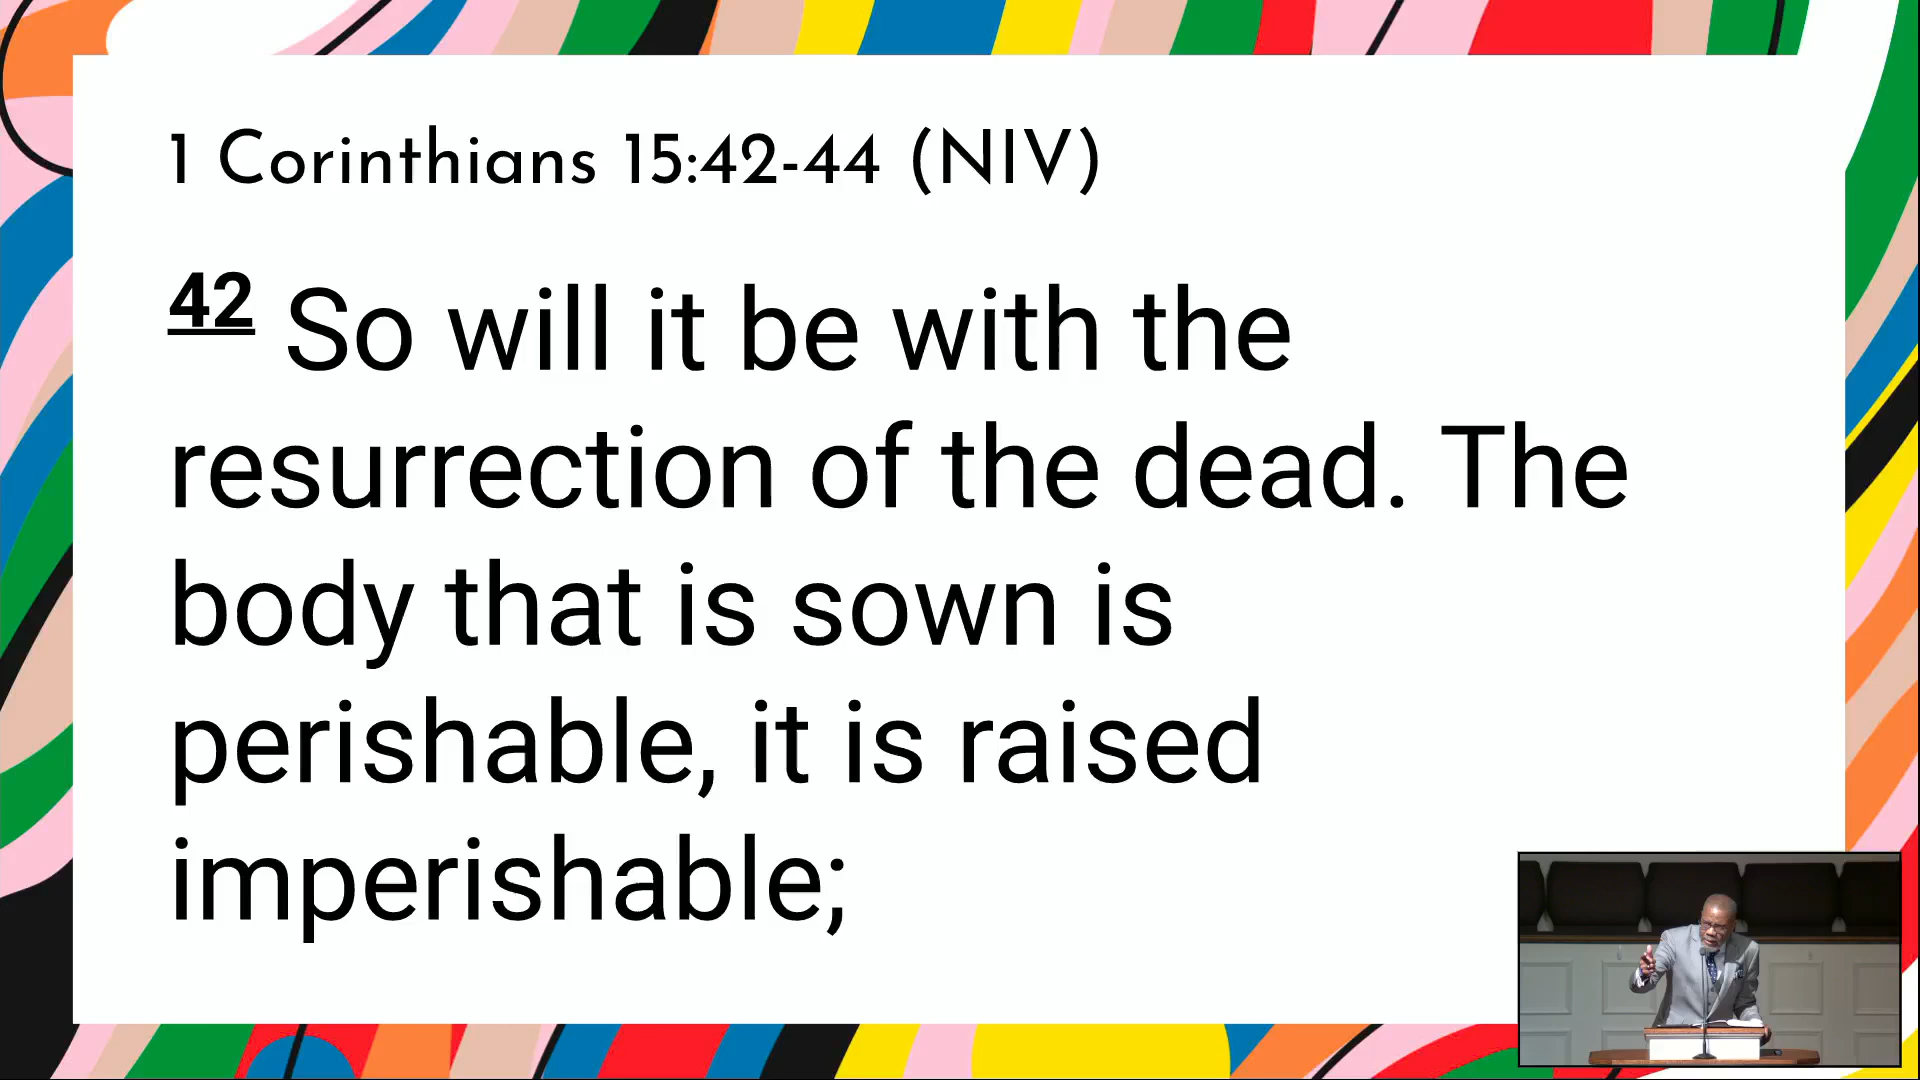 1 Corinthians 15:42-44 (NIV)
42 So will it be with the
resurrection of the dead. The
body that is sown is
perishable, it is raised
imperishable;